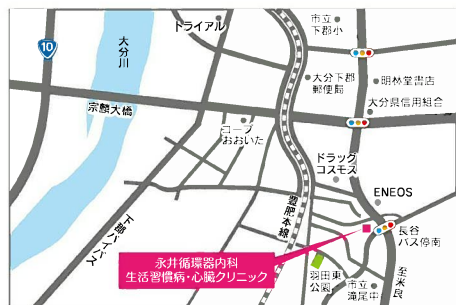 トライアル
市立
下郡小
10
大分川
大分下郡
郵便局
明林堂書店
大分県信用組合
宗麟大橋
コープ
おおいた
ドラッグ
コスモス
ENEOS
豊肥本線
下郡バイパス
長谷
バス停南
永井循環器内科
生活習慣病・心臓クリニック
羽田東
公園
市立
滝尾中
至米良